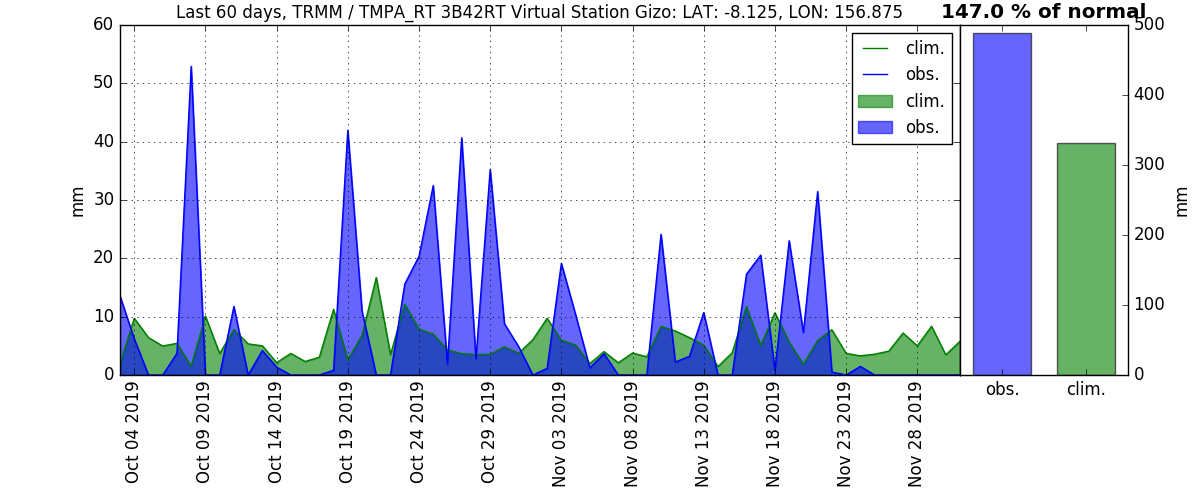 Last 60 days, TRMM / TMPA_RT 3B42RT Virtual Station Gizo: LAT: -8.125, LON: 156.875
147.0 % of normal
60
50
40
30
20
10
0
mm
clim.
obs.
clim.
obs.
500
400
300
200
100
0
mm
Oct 04 2019
Oct 09 2019
Oct 14 2019
Oct 19 2019
Oct 24 2019
Oct 29 2019
Nov 03 2019
Nov 08 2019
Nov 13 2019
Nov 18 2019
Nov 23 2019
Nov 28 2019
obs.
clim.